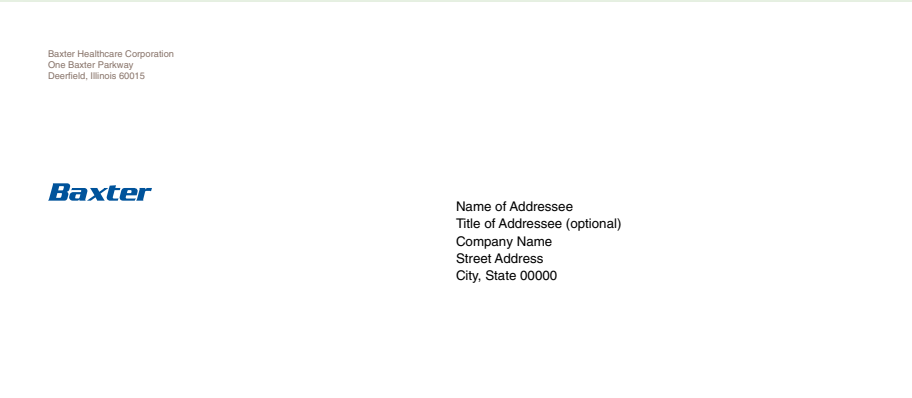 Baxter Healthcare Corporation
One Baxter Parkway
Deerfield, Illinois 60015
Baxter
Name of Addressee
Title of Addressee (optional)
Company Name
Street Address
City, State 00000